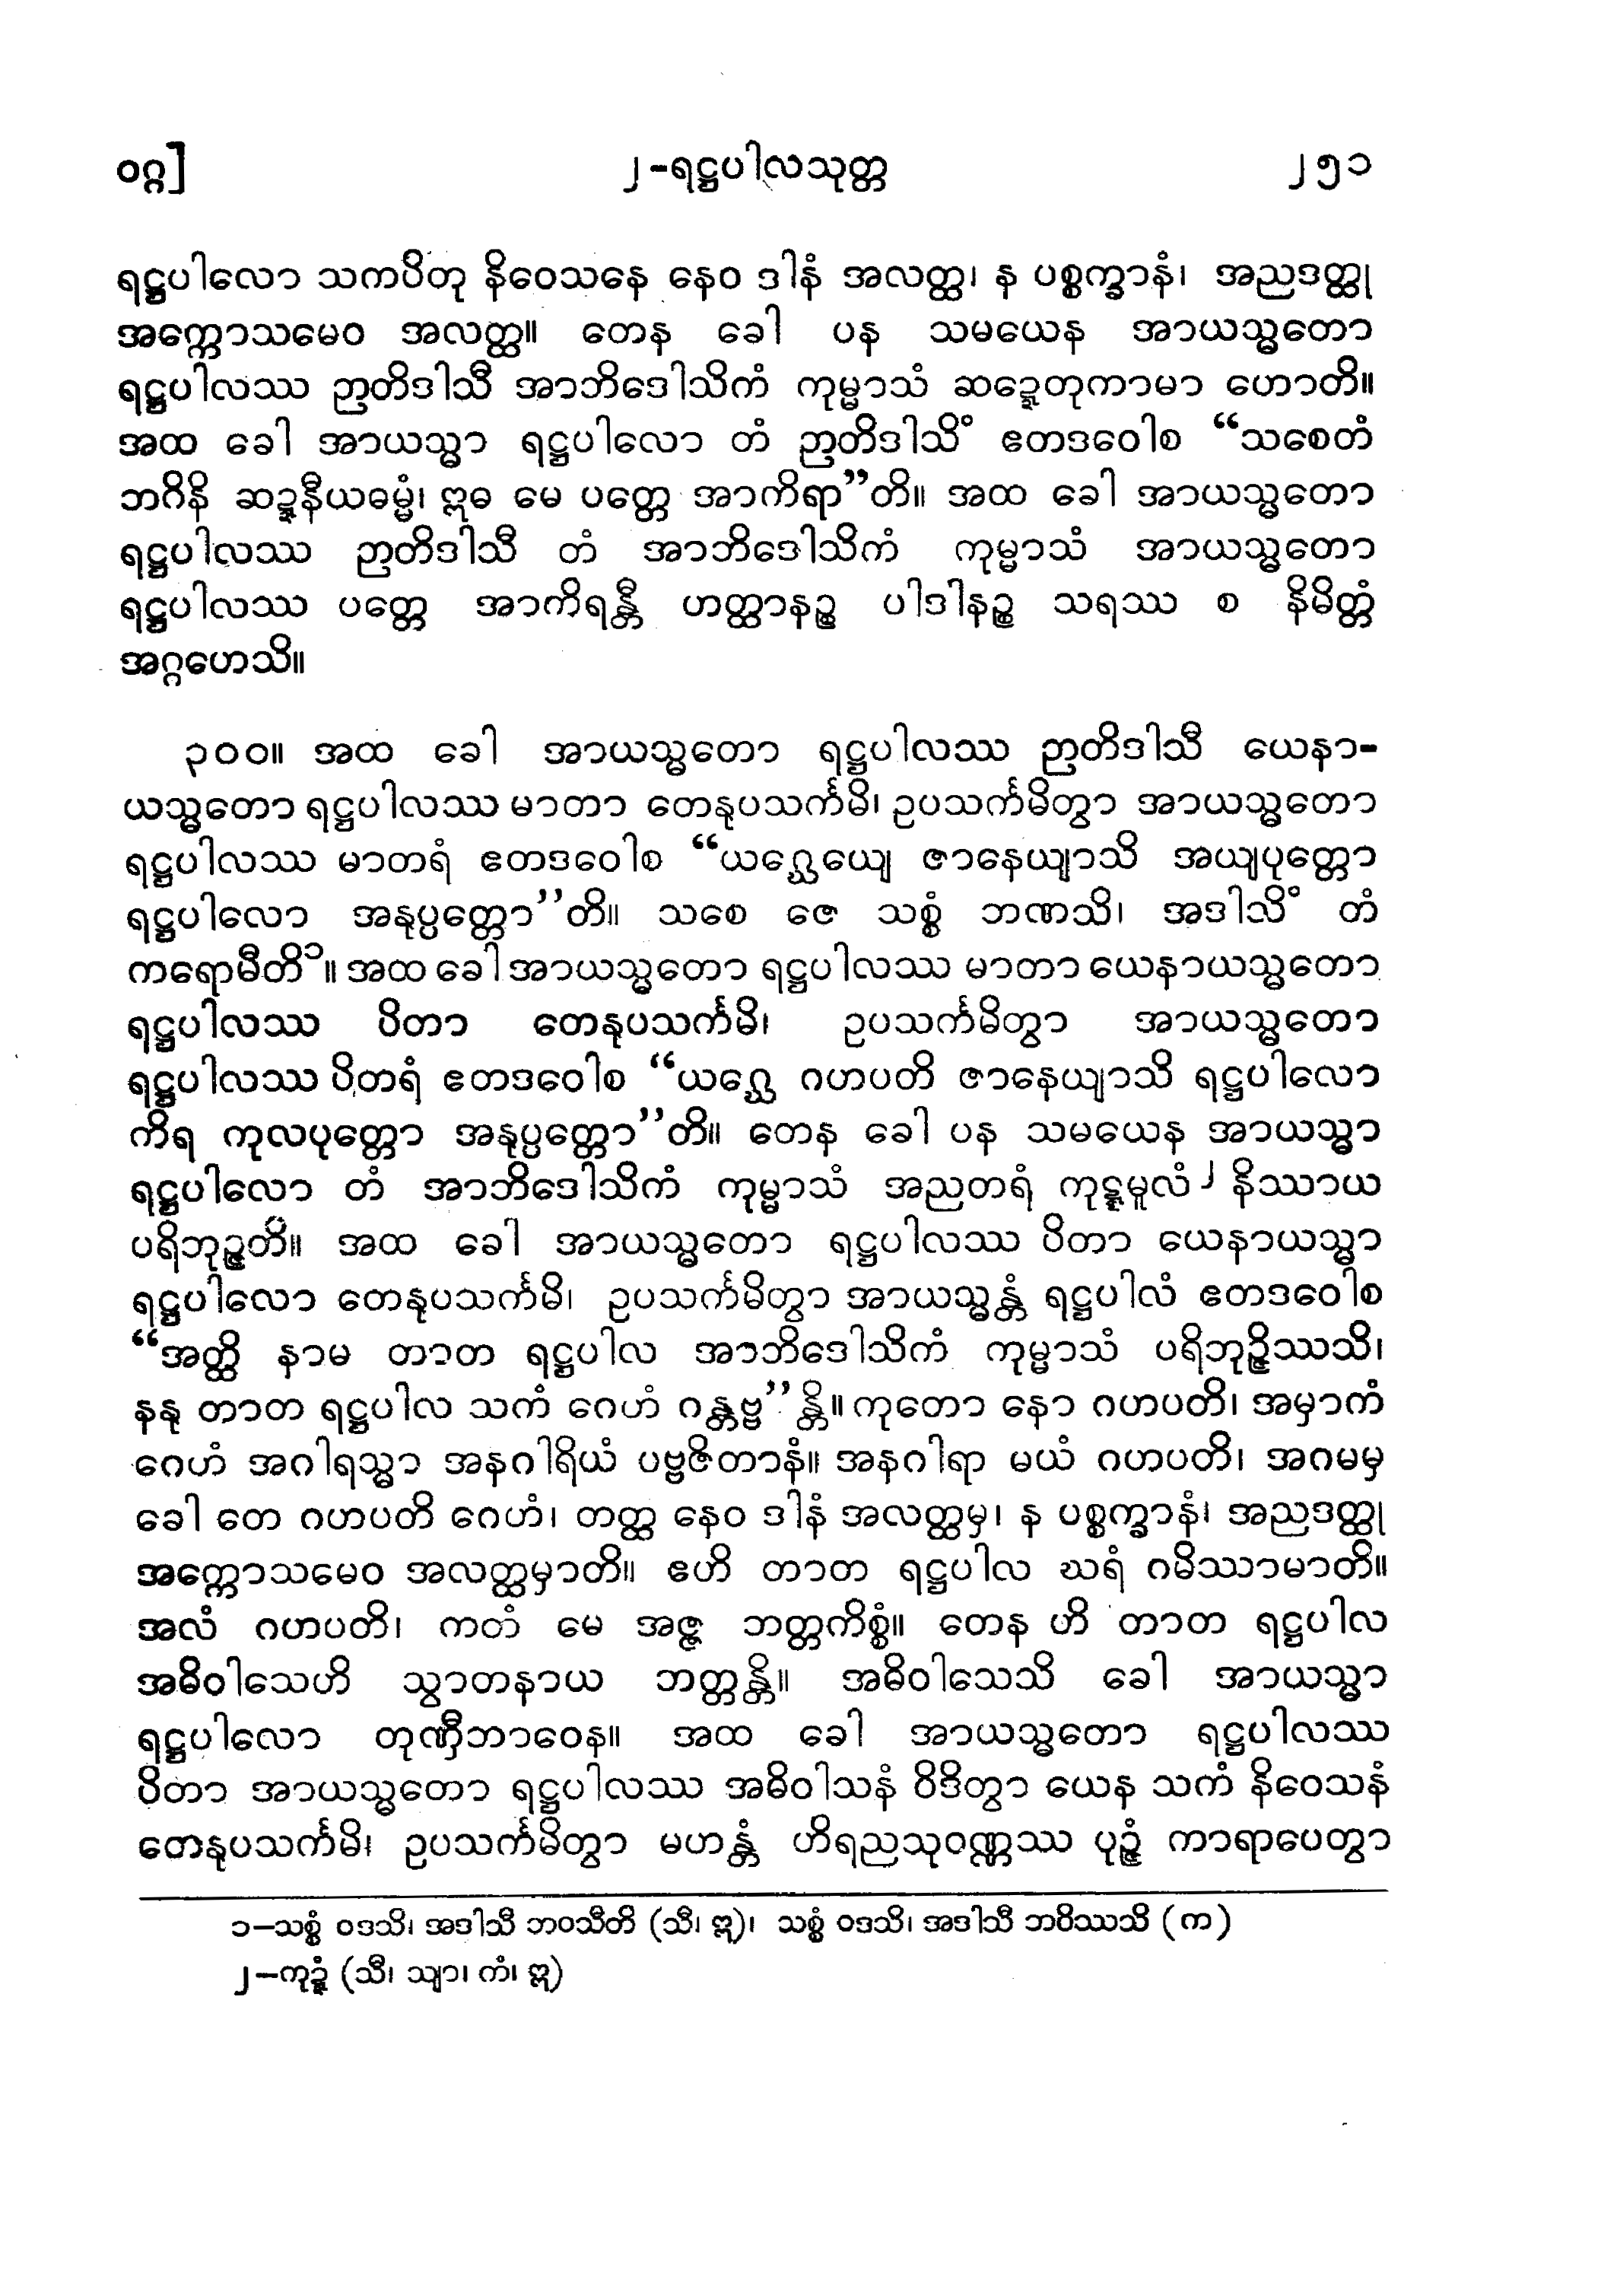 ဝဂ္ဂ] ၂-ရဋ္ဌပါလသုတ္တ ၂၅၁
ရဋ္ဌပါလော သကပိတု နိဝေသနေ နေဝ ဒါနံ အလတ္ထ၊ န ပစ္စက္ခာနံ၊ အညဒတ္ထု
အက္ကောသမေဝ အလတ္ထ။ တေန ခေါ ပန သမယေန အာယသ္မတော
ရဋ္ဌပါလဿ ဉာတိဒါသီ အာဘိဒေါသိကံ ကုမ္မာသံ ဆဍ္ဍေတုကာမာ ဟောတိ။
အထ ခေါ အာယသ္မာ ရဋ္ဌပါလော တံ ဉာတိဒါသိံ ဧတဒဝေါစ “သစေတံ
ဘဂိနိ ဆဍ္ဍနီယဓမ္မံ၊ ဣဓ မေ ပတ္တေ အာကိရာ”တိ။ အထ ခေါ အာယသ္မတော
ရဋ္ဌပါလဿ ဉာတိဒါသီ တံ အာဘိဒေါသိကံ ကုမ္မာသံ အာယသ္မတော
ရဋ္ဌပါလဿ ပတ္တေ အာကိရန္တီ ဟတ္ထာနဉ္စ ပါဒါနဉ္စ သရဿ စ နိမိတ္တံ
အဂ္ဂဟေသိ။
၃၀၀။ အထ ခေါ အာယသ္မတော ရဋ္ဌပါလဿ ဉာတိဒါသီ ယေနာ-
ယသ္မတော ရဋ္ဌပါလဿ မာတာ တေနုပသင်္ကမိ၊ ဥပသင်္ကမိတွာ အာယသ္မတော
ရဋ္ဌပါလဿ မာတရံ ဧတဒဝေါစ “ယဂ္ဃေယျေ ဇာနေယျာသိ အယျပုတ္တော
ရဋ္ဌပါလော အနုပ္ပတ္တော”တိ။ သစေ ဇေ သစ္စံ ဘဏသိ၊ အဒါသိံ တံ
ကရောမီတိ ၁။ အထ ခေါ အာယသ္မတော ရဋ္ဌပါလဿ မာတာ ယေနာယသ္မတော
ရဋ္ဌပါလဿ ပိတာ တေနုပသင်္ကမိ၊ ဥပသင်္ကမိတွာ အာယသ္မတော
ရဋ္ဌပါလဿ ပိတရံ ဧတဒဝေါစ “ယဂ္ဃေ ဂဟပတိ ဇာနေယျာသိ ရဋ္ဌပါလော
ကိရ ကုလပုတ္တော အနုပ္ပတ္တော”တိ။ တေန ခေါ ပန သမယေန အာယသ္မာ
ရဋ္ဌပါလော တံ အာဘိဒေါသိကံ ကုမ္မာသံ အညတရံ ကုဋ္ဋမူလံ ၂ နိဿာယ
ပရိဘုဉ္ဇတိ။ အထ ခေါ အာယသ္မတော ရဋ္ဌပါလဿ ပိတာ ယေနာယသ္မာ
ရဋ္ဌပါလော တေနုပသင်္ကမိ၊ ဥပသင်္ကမိတွာ အာယသ္မန္တံ ရဋ္ဌပါလံ ဧတဒဝေါစ
“အတ္ထိ နာမ တာတ ရဋ္ဌပါလ အာဘိဒေါသိကံ ကုမ္မာသံ ပရိဘုဉ္ဇိဿသိ၊
နနု တာတ ရဋ္ဌပါလ သကံ ဂေဟံ ဂန္တဗ္ဗ”န္တိ။ ကုတော နော ဂဟပတိ၊ အမှာကံ
ဂေဟံ အဂါရသ္မာ အနဂါရိယံ ပဗ္ဗဇိတာနံ။ အနဂါရာ မယံ ဂဟပတိ၊ အဂမမှ
ခေါ တေ ဂဟပတိ ဂေဟံ၊ တတ္ထ နေဝ ဒါနံ အလတ္ထမှ၊ န ပစ္စက္ခာနံ၊ အညဒတ္ထု
အက္ကောသမေဝ အလတ္ထမှာတိ။ ဧဟိ တာတ ရဋ္ဌပါလ ဃရံ ဂမိဿာမာတိ။
အလံ ဂဟပတိ၊ ကတံ မေ အဇ္ဇ ဘတ္တကိစ္စံ။ တေန ဟိ တာတ ရဋ္ဌပါလ
အဓိဝါသေဟိ သွာတနာယ ဘတ္တန္တိ။ အဓိဝါသေသိ ခေါ အာယသ္မာ
ရဋ္ဌပါလော တုဏှီဘာဝေန။ အထ ခေါ အာယသ္မတော ရဋ္ဌပါလဿ
ပိတာ အာယသ္မတော ရဋ္ဌပါလဿ အဓိဝါသနံ ဝိဒိတွာ ယေန သကံ နိဝေသနံ
တေနုပသင်္ကမိ၊ ဥပသင်္ကမိတွာ မဟန္တံ ဟိရညသုဝဏ္ဏဿ ပုဉ္ဇံ ကာရာပေတွာ
၁–သစ္စံ ဝဒသိ၊ အဒါသီ ဘဝသီတိ (သီ၊ ဣ)၊ သစ္စံ ဝဒသိ၊ အဒါသီ ဘဝိဿသိ (က)
၂–ကုဍ္ဍံ (သီ၊ သျာ၊ ကံ၊ ဣ)